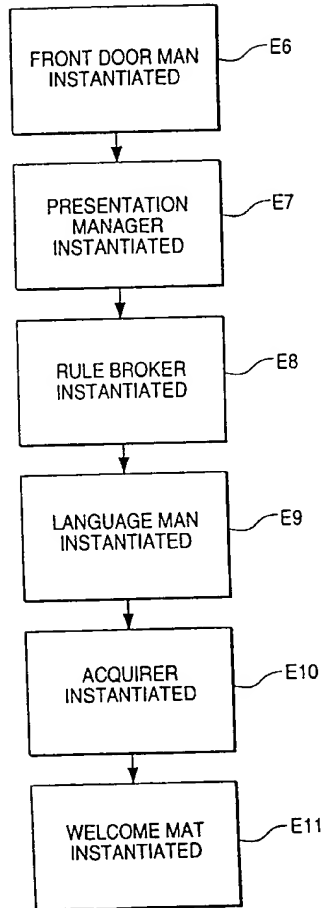 FRONT DOOR MAN
INSTANTIATED
E6
PRESENTATION
MANAGER
INSTANTIATED
E7
RULE BROKER
INSTANTIATED
E8
LANGUAGE MAN
INSTANTIATED
E9
ACQUIRER
INSTANTIATED
E10
WELCOME MAT
INSTANTIATED
E11